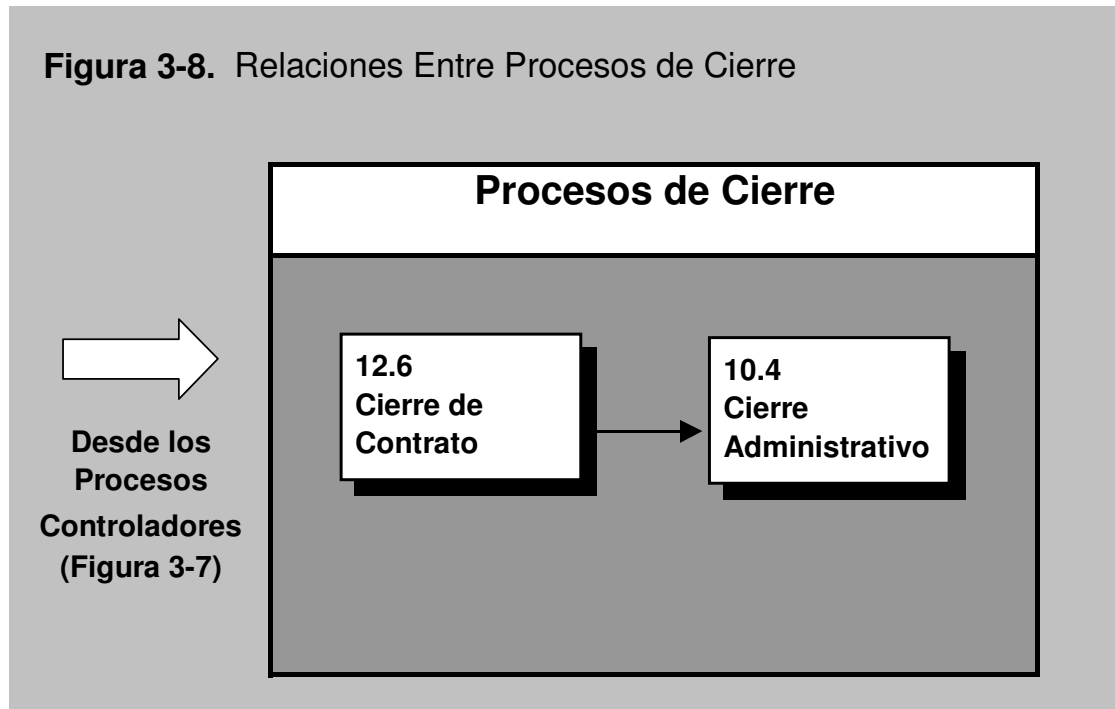 Figura 3-8. Relaciones Entre Procesos de Cierre
Procesos de Cierre
Desde los
Procesos
Controladores
(Figura 3-7)
12.6
Cierre de
Contrato
10.4
Cierre
Administrativo